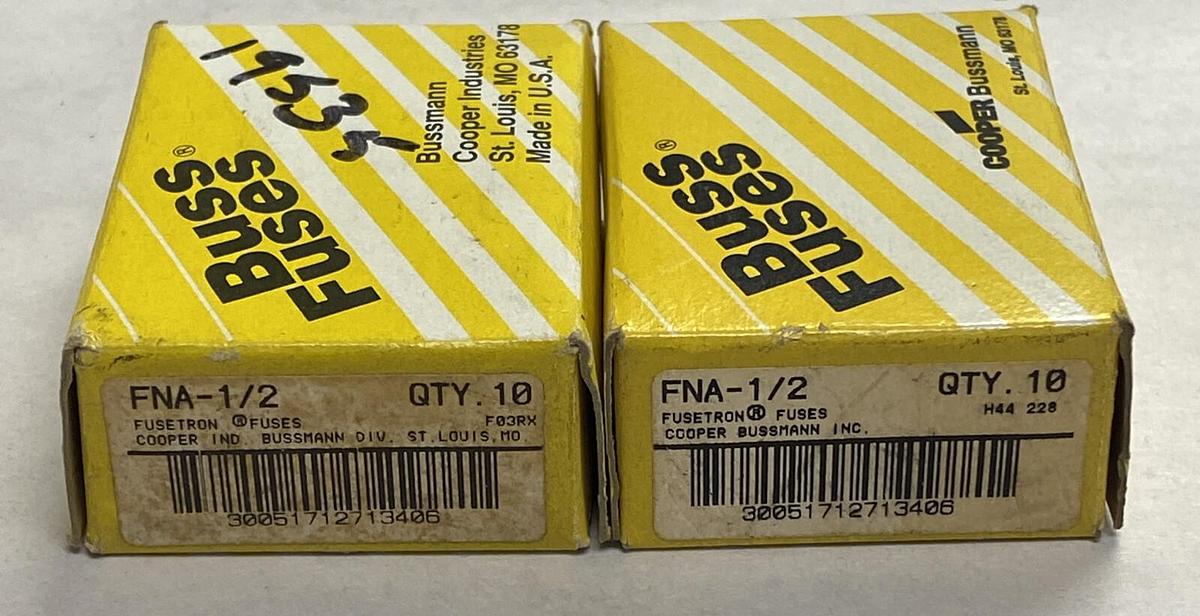 Buss®
Fuses
Bussmann
Cooper Industries
St. Louis, MO 63178
Made in U.S.A.
FNA-1/2 QTY. 10
FUSETRON ® FUSES F03RX
COOPER IND. BUSSMANN DIV. ST.LOUIS,MO
30051712713406
Buss®
Fuses
COOPER Bussmann
St. Louis, MO 63178
FNA-1/2 QTY. 10
FUSETRON® FUSES H44 228
COOPER BUSSMANN INC.
30051712713406